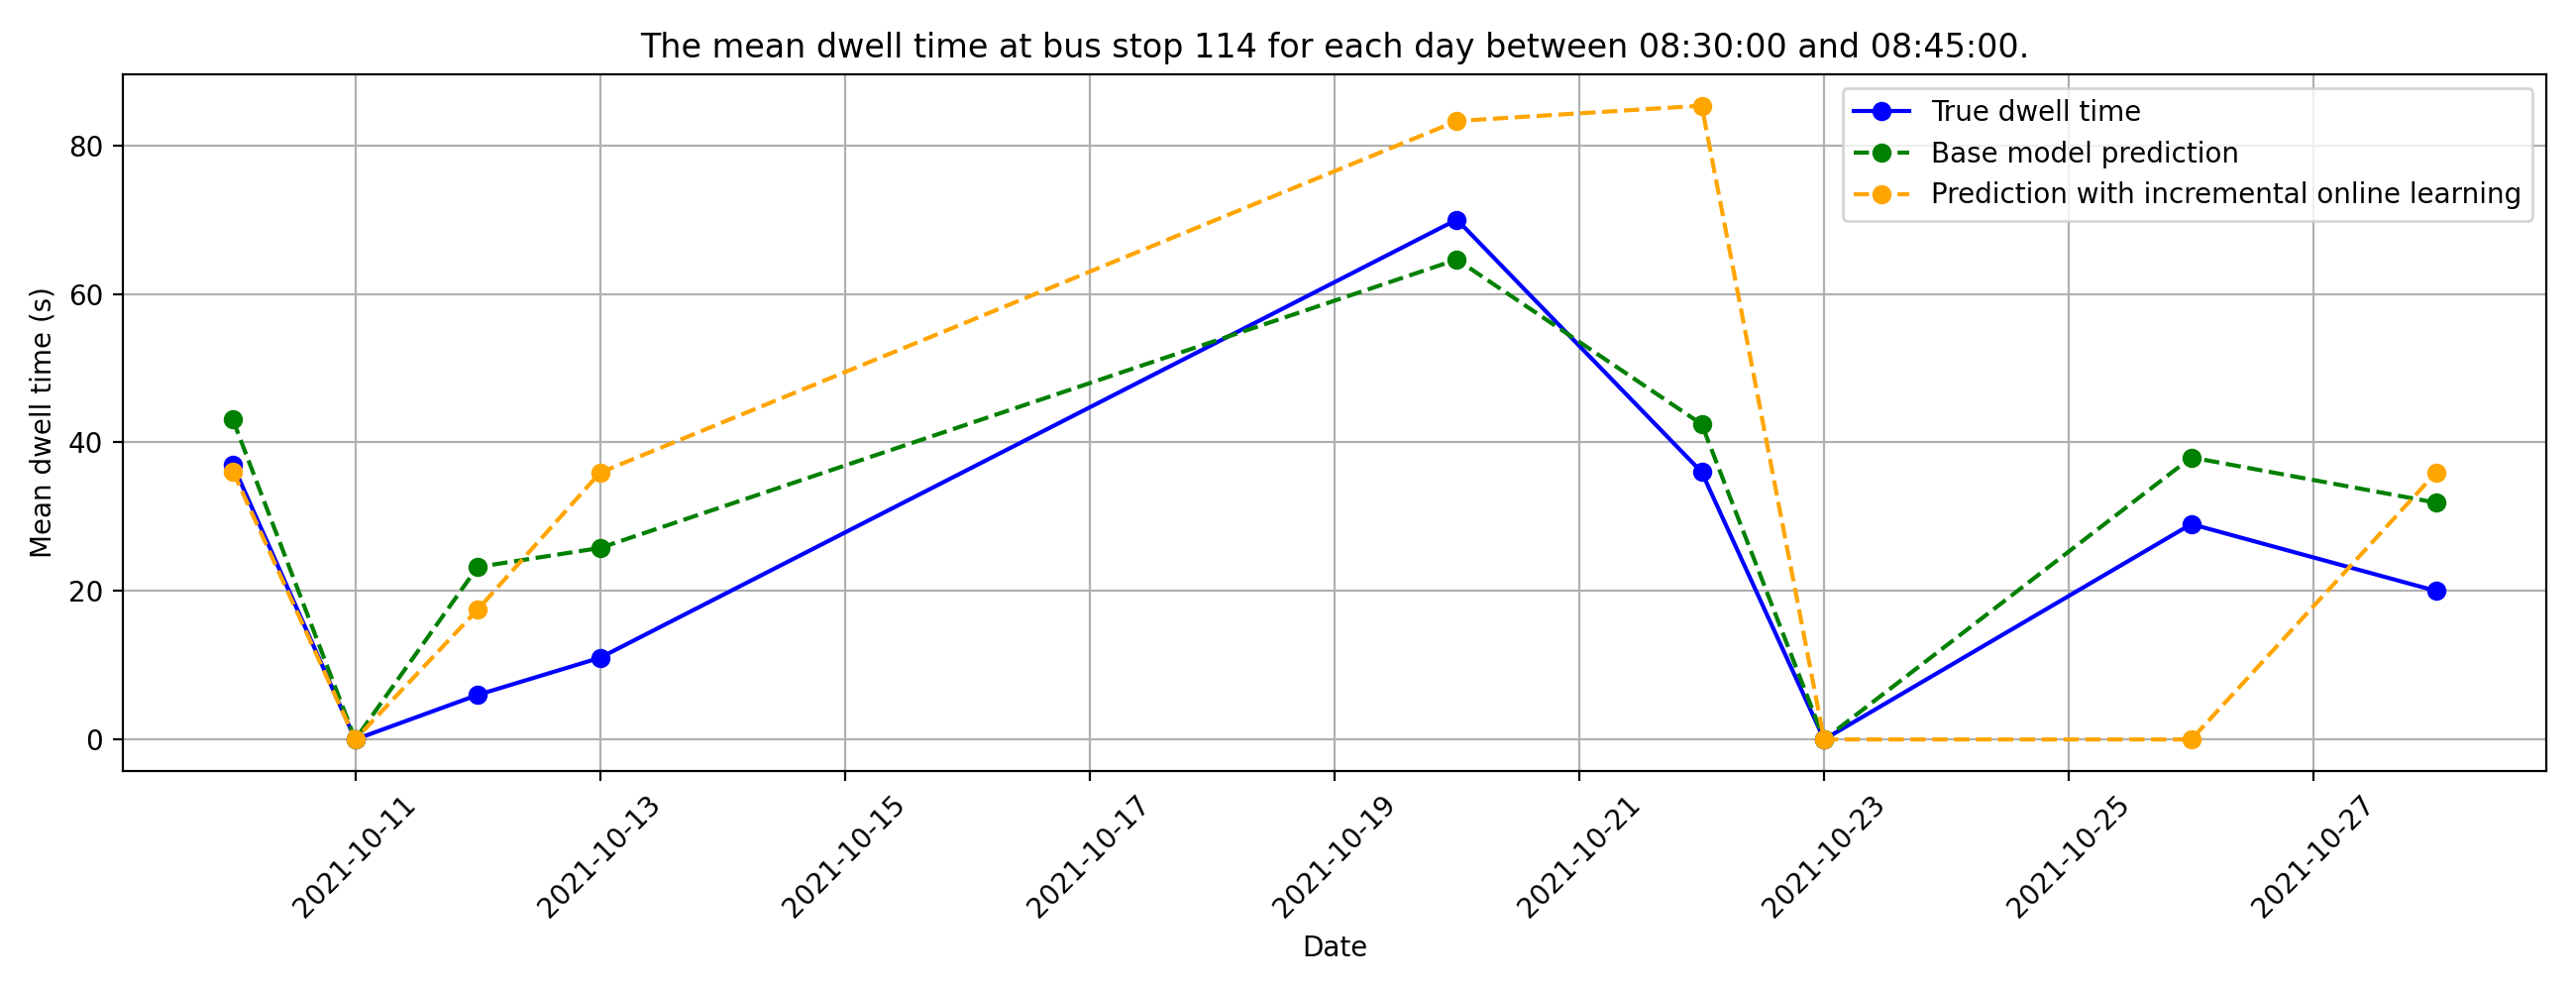 The mean dwell time at bus stop 114 for each day between 08:30:00 and 08:45:00.
True dwell time
Base model prediction
Prediction with incremental online learning
Mean dwell time (s)
80
60
40
20
0
2021-10-11
2021-10-13
2021-10-15
2021-10-17
2021-10-19
2021-10-21
2021-10-23
2021-10-25
2021-10-27
Date